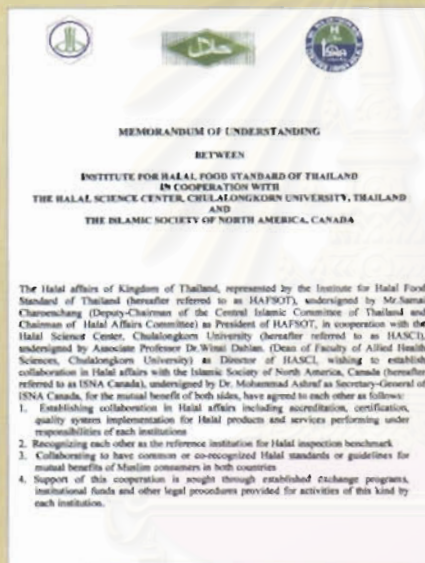 حلال
ISNA
MEMORANDUM OF UNDERSTANDING
BETWEEN
INSTITUTE FOR HALAL FOOD STANDARD OF THAILAND
IN COOPERATION WITH
THE HALAL SCIENCE CENTER, CHULALONGKORN UNIVERSITY, THAILAND
AND
THE ISLAMIC SOCIETY OF NORTH AMERICA, CANADA
The Halal affairs of Kingdom of Thailand, represented by the Institute for Halal Food
Standard of Thailand (hereafter referred to as HAFSOT), undersigned by Mr.Samai
Charoenchang (Deputy-Chairman of the Central Islamic Committee of Thailand and
Chairman of Halal Affairs Committee) as President of HAFSOT, in cooperation with the
Halal Science Center, Chulalongkorn University (hereafter referred to as HASCI),
undersigned by Associate Professor Dr.Winai Dahlan, (Dean of Faculty of Allied Health
Sciences, Chulalongkorn University) as Director of HASCI, wishing to establish
collaboration in Halal affairs with the Islamic Society of North America, Canada (hereafter
referred to as ISNA Canada), undersigned by Dr. Mohammad Ashraf as Secretary-General of
ISNA Canada, for the mutual benefit of both sides, have agreed to each other as follows:
1. Establishing collaboration in Halal affairs including accreditation, certification,
quality system implementation for Halal products and services performing under
responsibilities of each institutions
2. Recognizing each other as the reference institution for Halal inspection benchmark
3. Collaborating to have common or co-recognized Halal standards or guidelines for
mutual benefits of Muslim consumers in both countries
4. Support of this cooperation is sought through established exchange programs,
institutional funds and other legal procedures provided for activities of this kind by
each institution.